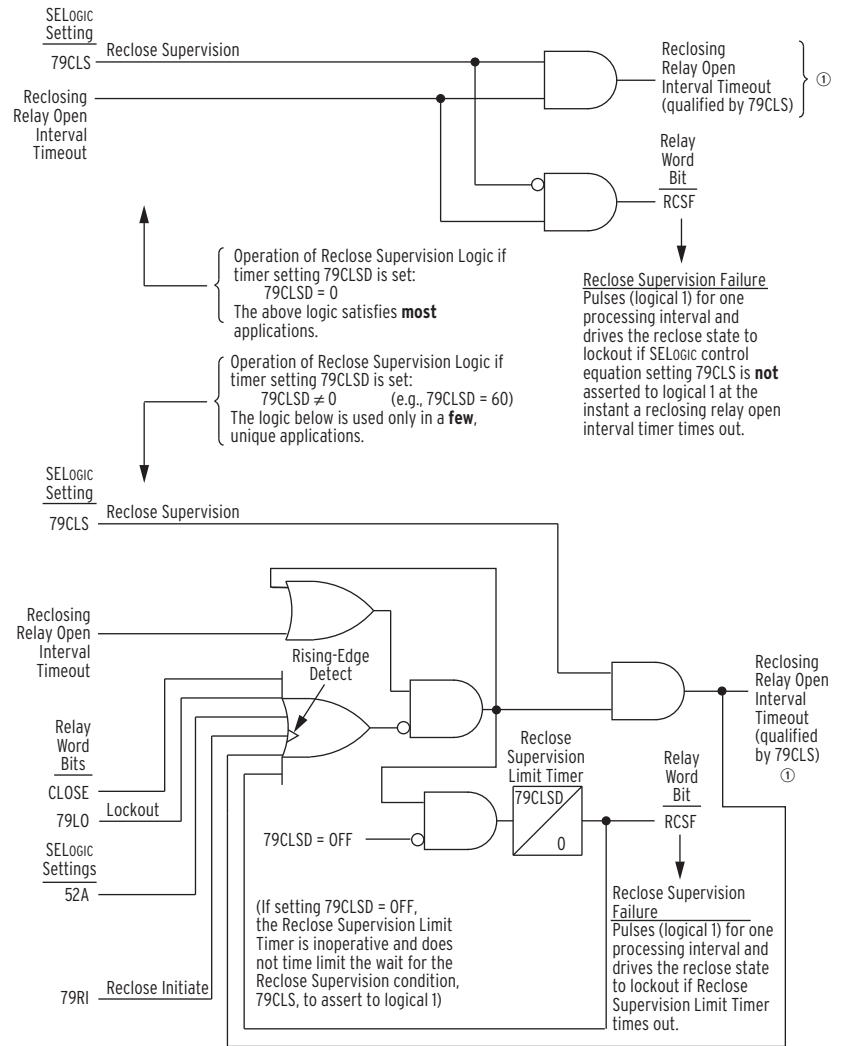 SELOGIC
Setting
79CLS
Reclose Supervision
Reclosing
Relay Open
Interval
Timeout
Reclosing
Relay Open
Interval Timeout
(qualified by 79CLS)
①
Relay
Word
Bit
RCSF
Operation of Reclose Supervision Logic if
timer setting 79CLSD is set:
79CLSD = 0
The above logic satisfies most
applications.
Reclose Supervision Failure
Pulses (logical 1) for one
processing interval and
drives the reclose state to
lockout if SELOGIC control
equation setting 79CLS is not
asserted to logical 1 at the
instant a reclosing relay open
interval timer times out.
Operation of Reclose Supervision Logic if
timer setting 79CLSD is set:
79CLSD ≠ 0 (e.g., 79CLSD = 60)
The logic below is used only in a few,
unique applications.
SELOGIC
Setting
79CLS
Reclose Supervision
Reclosing
Relay Open
Interval
Timeout
Rising-Edge
Detect
Relay
Word
Bits
CLOSE
79LO
Lockout
SELOGIC
Settings
52A
79RI
Reclose Initiate
79CLSD = OFF
Reclose
Supervision
Limit Timer
79CLSD
0
(If setting 79CLSD = OFF,
the Reclose Supervision Limit
Timer is inoperative and does
not time limit the wait for the
Reclose Supervision condition,
79CLS, to assert to logical 1)
Reclosing
Relay Open
Interval
Timeout
(qualified
by 79CLS)
①
Relay
Word
Bit
RCSF
Reclose Supervision
Failure
Pulses (logical 1) for one
processing interval and
drives the reclose state
to lockout if Reclose
Supervision Limit Timer
times out.